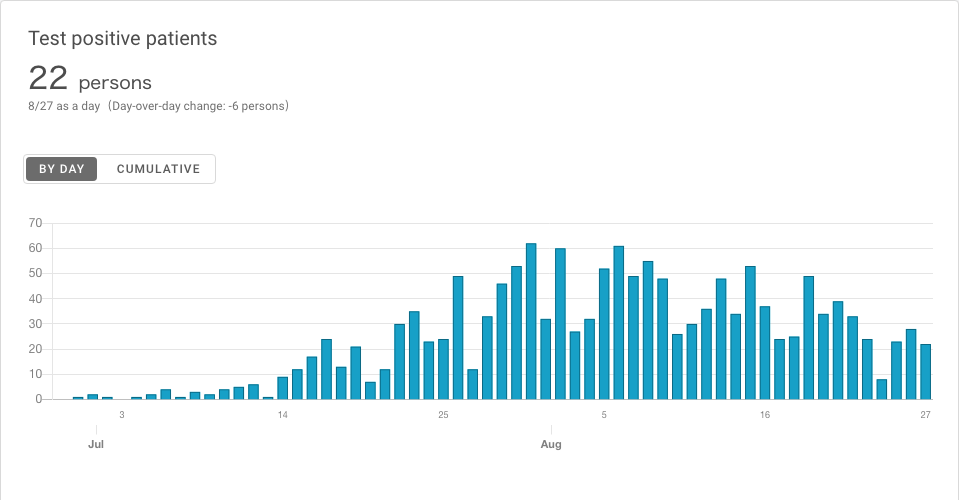 Test positive patients
22 persons
8/27 as a day（Day-over-day change: -6 persons）
BY DAY CUMULATIVE
70
60
50
40
30
20
10
0
3 14 25 5 16 27
Jul Aug